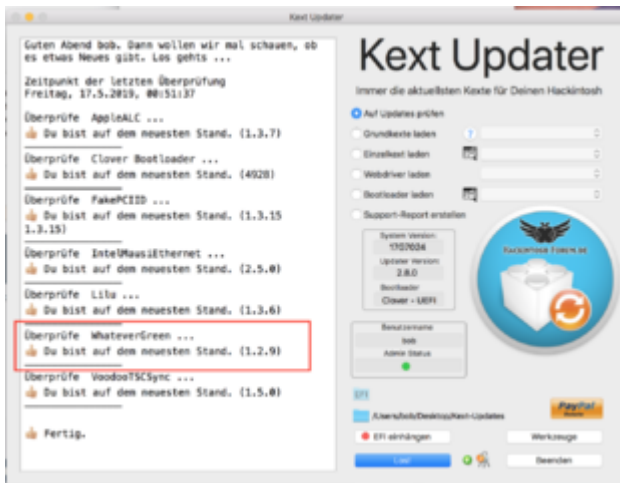 Kext Updater
Guten Abend bob. Dann wollen wir mal schauen, ob
es etwas Neues gibt. Los gehts ...
Zeitpunkt der letzten Überprüfung
Freitag, 17.5.2019, 00:51:37
Überprüfe AppleALC ...
👍 Du bist auf dem neuesten Stand. (1.3.7)
Überprüfe Clover Bootloader ...
👍 Du bist auf dem neuesten Stand. (4928)
Überprüfe FakePCIID ...
👍 Du bist auf dem neuesten Stand. (1.3.15
1.3.15)
Überprüfe IntelMausiEthernet ...
👍 Du bist auf dem neuesten Stand. (2.5.0)
Überprüfe Lilu ...
👍 Du bist auf dem neuesten Stand. (1.3.6)
Überprüfe WhateverGreen ...
👍 Du bist auf dem neuesten Stand. (1.2.9)
Überprüfe VoodooTSCSync ...
👍 Du bist auf dem neuesten Stand. (1.5.0)
👍 Fertig.
Kext Updater
Immer die aktuellsten Kexte für Deinen Hackintosh
Auf Updates prüfen
Grundkexte laden
?
Einzelkext laden
Webdriver laden
Bootloader laden
Support-Report erstellen
System Version:
1707024
Updater Version:
2.8.0
Bootloader
Clover - UEFI
Hackintosh-Forum.de
Benutzername
bob
Admin Status
EFI
/Users/bob/Desktop/Kext-Updates
PayPal
EFI einhängen
Werkzeuge
Los!
Beenden